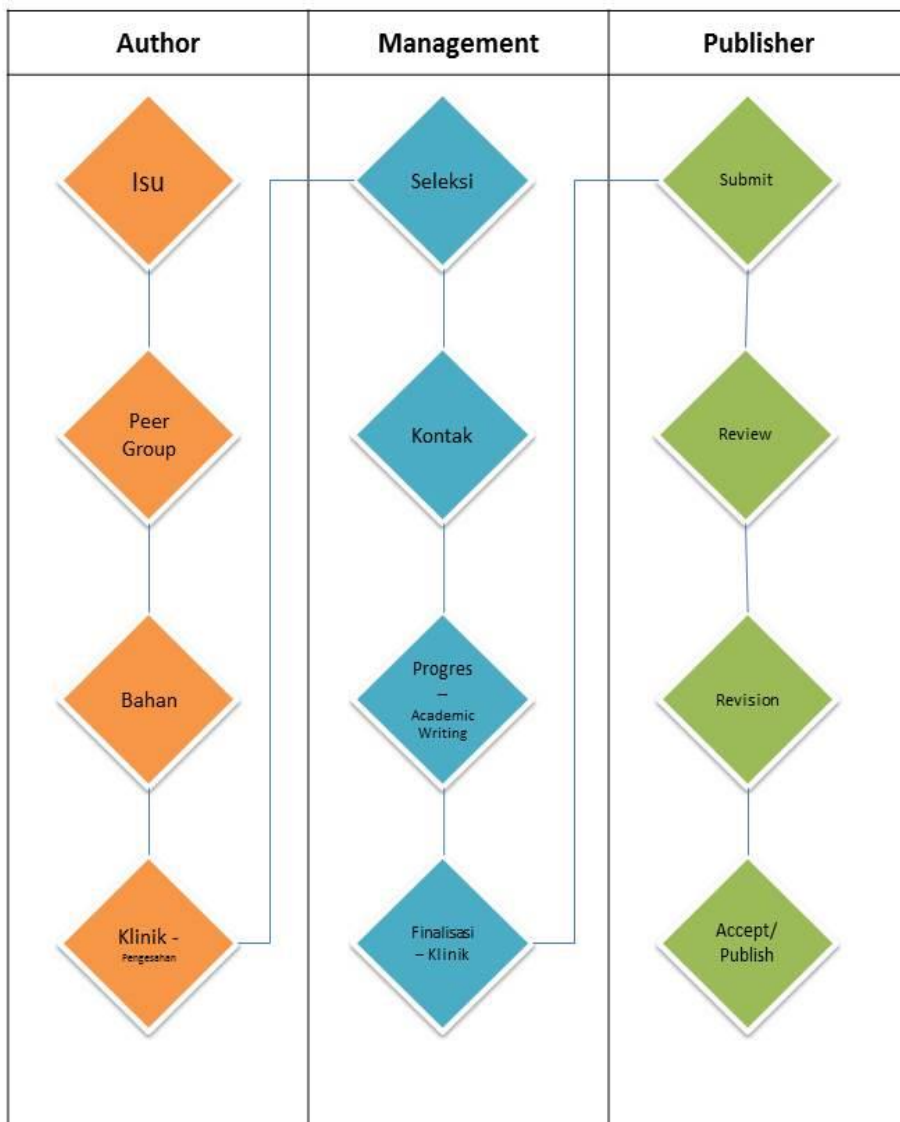 Author
Management
Publisher
Isu
Peer
Group
Bahan
Klinik -
Pengesahan
Seleksi
Kontak
Progres
–
Academic
Writing
Finalisasi
– Klinik
Submit
Review
Revision
Accept/
Publish